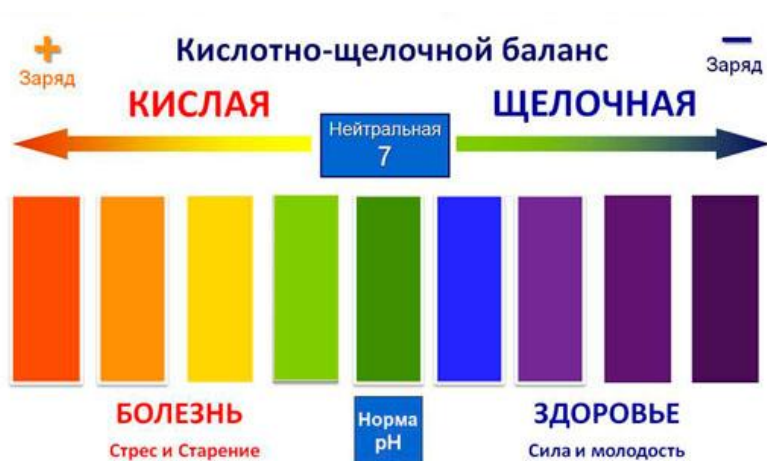 +
Заряд
Кислотно-щелочной баланс
–
Заряд
КИСЛАЯ
ЩЕЛОЧНАЯ
Нейтральная
7
БОЛЕЗНЬ
Стрес и Старение
Норма
pH
ЗДОРОВЬЕ
Сила и молодость